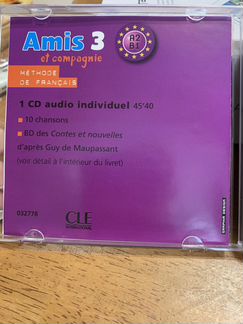 Amis 3
et compagnie
A2
B1
MÉTHODE
DE FRANÇAIS
1 CD audio individuel 45'40
10 chansons
BD des Contes et nouvelles
d'après Guy de Maupassant
(voir détail à l'intérieur du livret)
032778
CLE
INTERNATIONAL